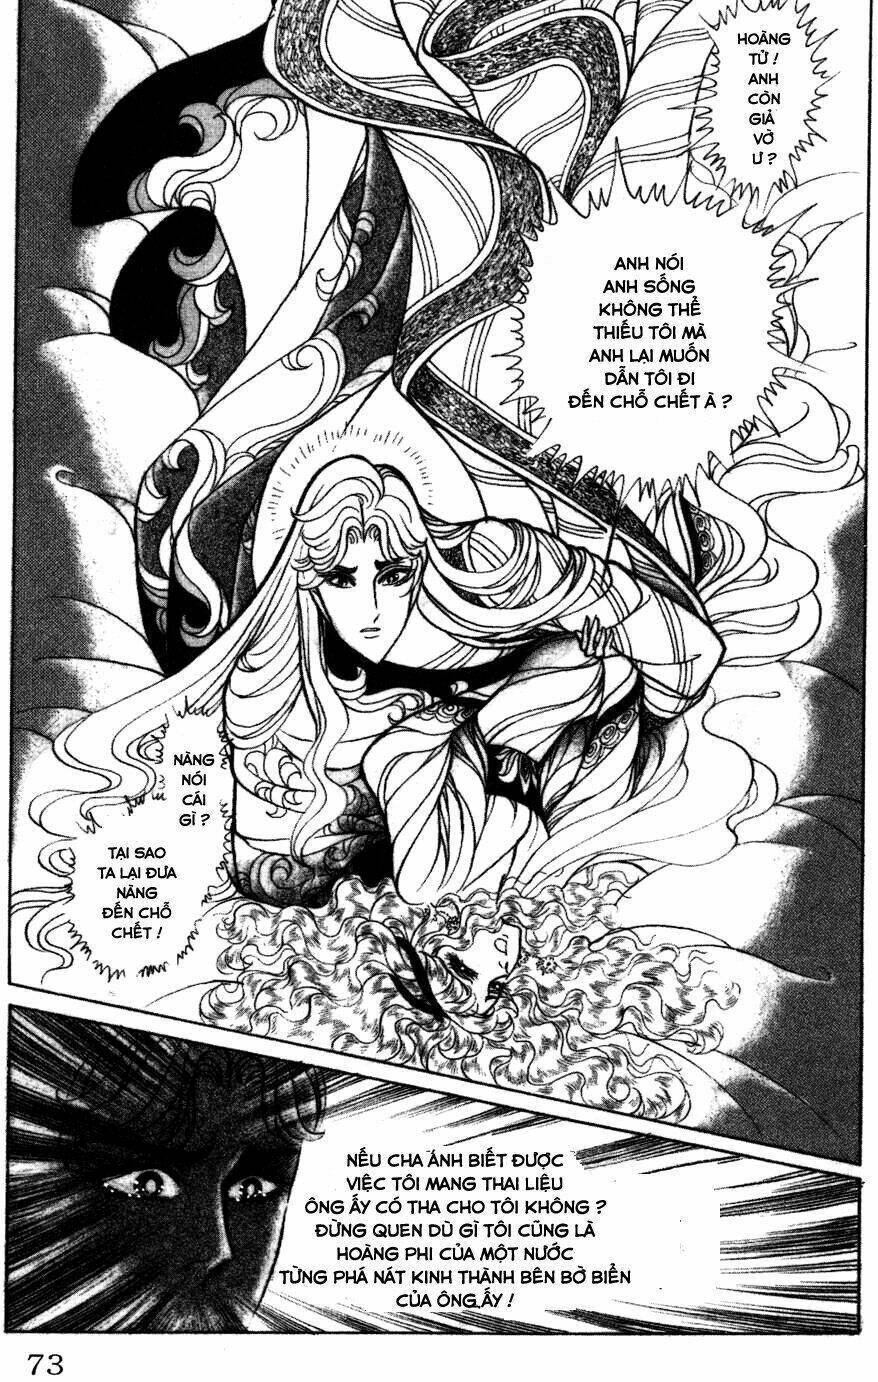 HOÀNG
TỬ !
ANH
CÒN
GIẢ
VỜ
Ư ?
ANH NÓI
ANH SỐNG
KHÔNG THỂ
THIẾU TÔI MÀ
ANH LẠI MUỐN
DẪN TÔI ĐI
ĐẾN CHỖ CHẾT À ?
NÀNG
NÓI
CÁI
GÌ ?
TẠI SAO
TA LẠI ĐƯA
NÀNG
ĐẾN CHỖ
CHẾT !
NẾU CHA ANH BIẾT ĐƯỢC
VIỆC TÔI MANG THAI LIỆU
ÔNG ẤY CÓ THA CHO TÔI KHÔNG ?
ĐỪNG QUEN DÙ GÌ TÔI CŨNG LÀ
HOÀNG PHI CỦA MỘT NƯỚC
TỪNG PHÁ NÁT KINH THÀNH BÊN BỜ BIỂN
CỦA ÔNG ẤY !
73